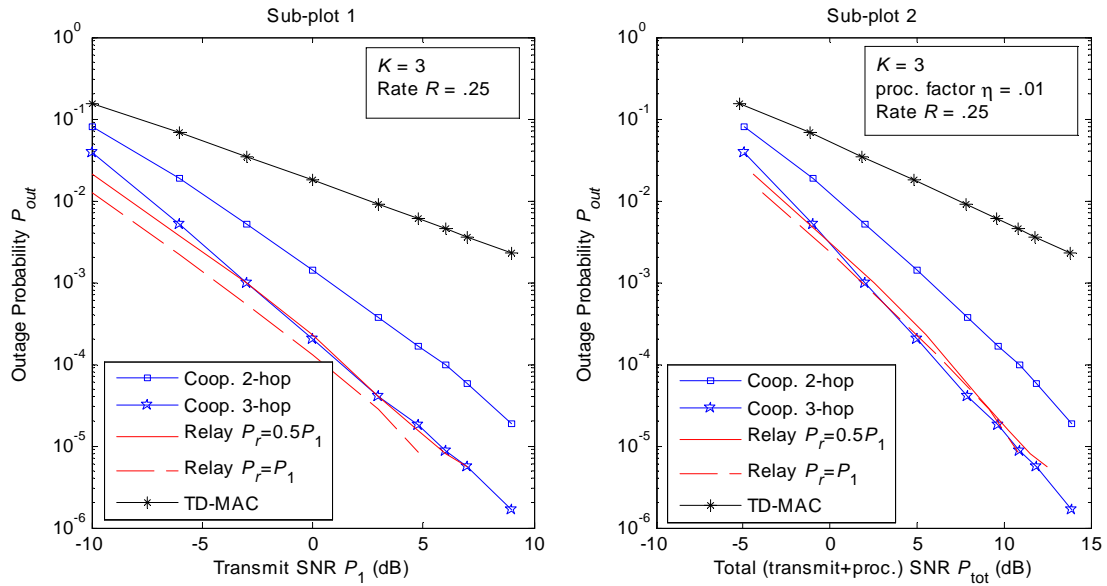 Sub-plot 1
K = 3
Rate R = .25
10^0
10^-1
10^-2
10^-3
10^-4
10^-5
10^-6
Outage Probability P_out
Coop. 2-hop
Coop. 3-hop
Relay P_r=0.5P_1
Relay P_r=P_1
TD-MAC
-10 -5 0 5 10
Transmit SNR P_1 (dB)
Sub-plot 2
K = 3
proc. factor η = .01
Rate R = .25
10^0
10^-1
10^-2
10^-3
10^-4
10^-5
10^-6
Outage Probability P_out
Coop. 2-hop
Coop. 3-hop
Relay P_r=0.5P_1
Relay P_r=P_1
TD-MAC
-10 -5 0 5 10 15
Total (transmit+proc.) SNR P_tot (dB)